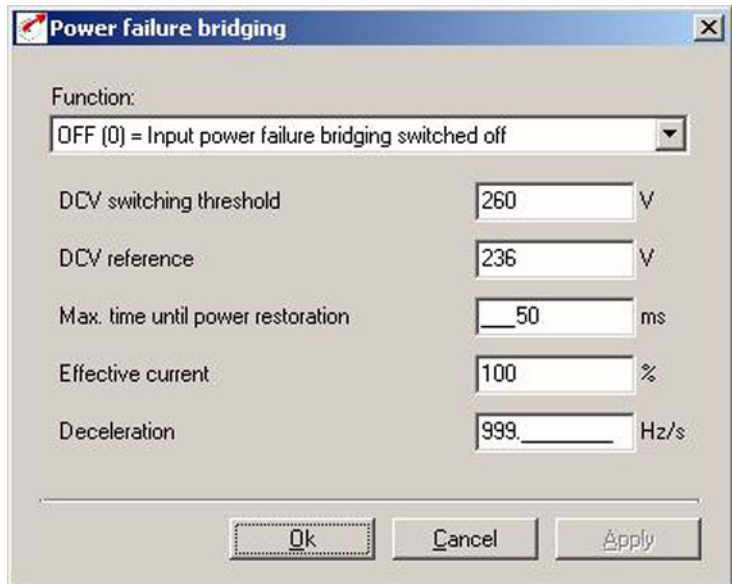 Power failure bridging
Function:
OFF (0) = Input power failure bridging switched off
DCV switching threshold 260 V
DCV reference 236 V
Max. time until power restoration ___50 ms
Effective current 100 %
Deceleration 999.________ Hz/s
Ok Cancel Apply